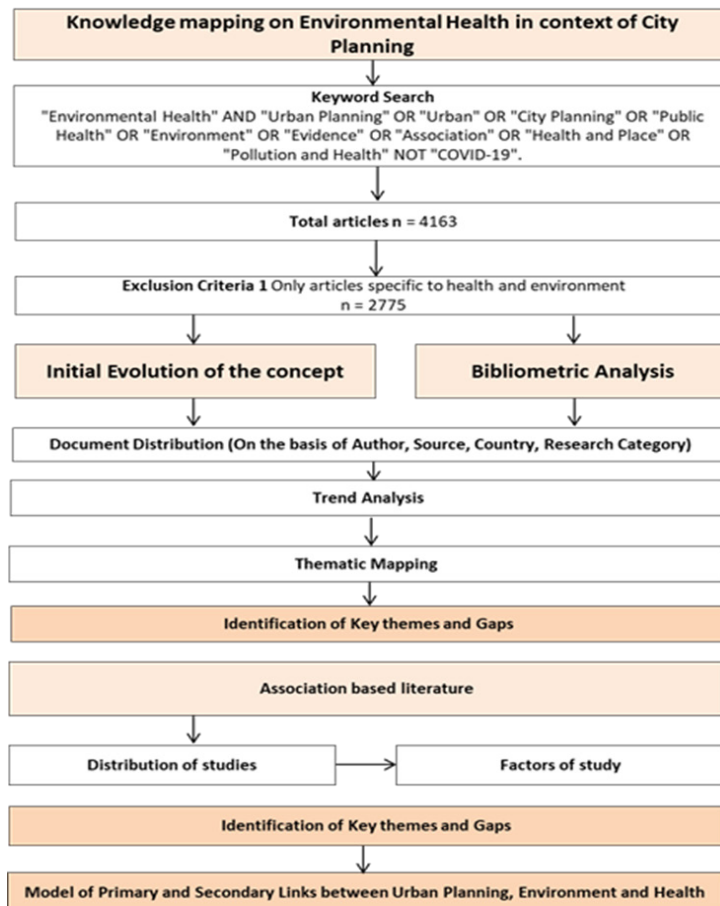 Knowledge mapping on Environmental Health in context of City
Planning
Keyword Search
"Environmental Health" AND "Urban Planning" OR "Urban" OR "City Planning" OR "Public
Health" OR "Environment" OR "Evidence" OR "Association" OR "Health and Place" OR
"Pollution and Health" NOT "COVID-19".
Total articles n = 4163
Exclusion Criteria 1 Only articles specific to health and environment
n = 2775
Initial Evolution of the concept
Bibliometric Analysis
Document Distribution (On the basis of Author, Source, Country, Research Category)
Trend Analysis
Thematic Mapping
Identification of Key themes and Gaps
Association based literature
Distribution of studies
Factors of study
Identification of Key themes and Gaps
Model of Primary and Secondary Links between Urban Planning, Environment and Health